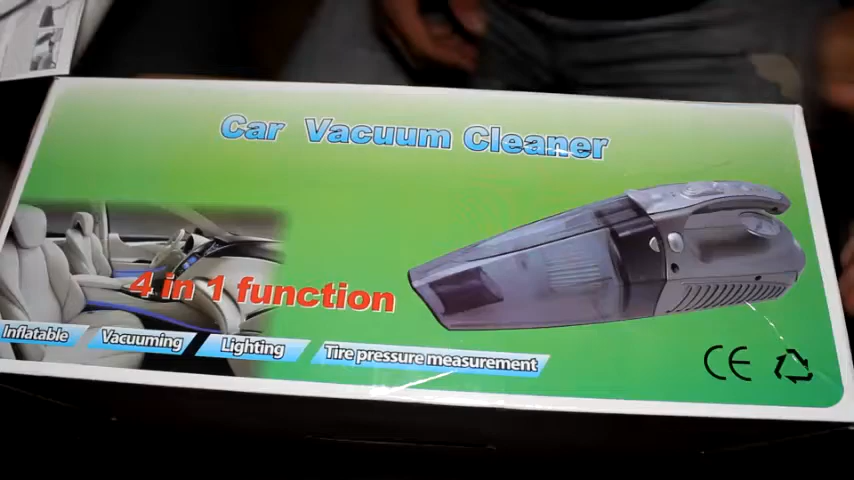 Car Vacuum Cleaner
4 in 1 function
Inflatable
Vacuuming
Lighting
Tire pressure measurement
CE